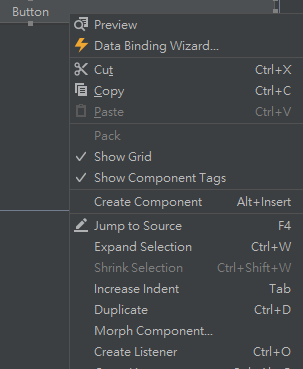 Button
Preview
Data Binding Wizard...
Cut Ctrl+X
Copy Ctrl+C
Paste Ctrl+V
Pack
Show Grid
Show Component Tags
Create Component Alt+Insert
Jump to Source F4
Expand Selection Ctrl+W
Shrink Selection Ctrl+Shift+W
Increase Indent Tab
Duplicate Ctrl+D
Morph Component...
Create Listener Ctrl+O